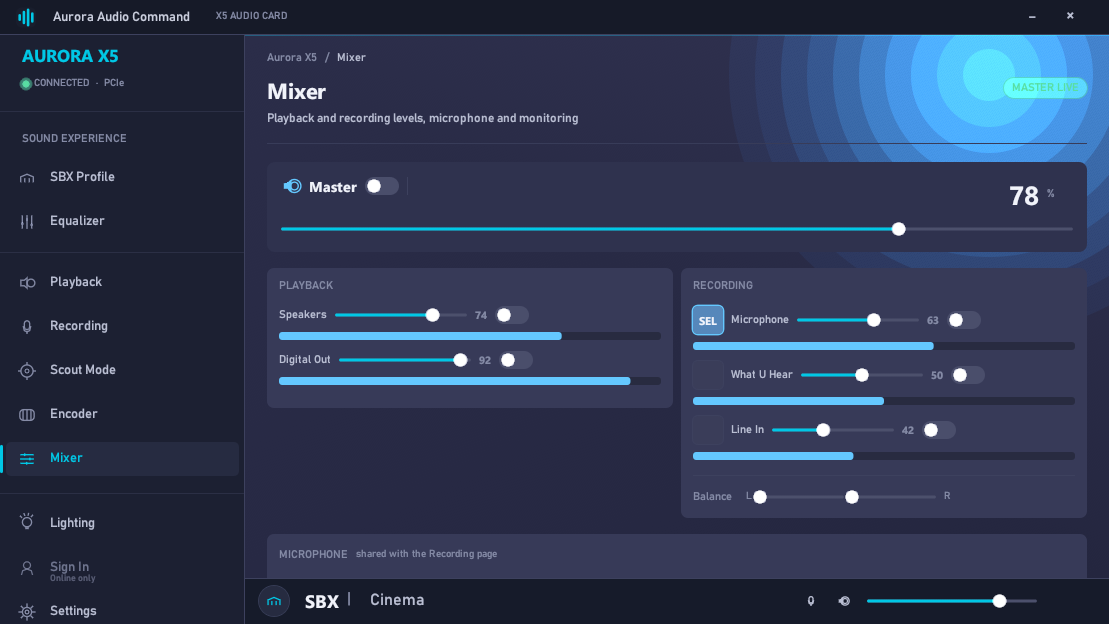 Aurora Audio Command
X5 AUDIO CARD
AURORA X5
CONNECTED - PCIe
SOUND EXPERIENCE
SBX Profile
Equalizer
Playback
Recording
Scout Mode
Encoder
Mixer
Lighting
Sign In
Online only
Settings
Aurora X5 / Mixer
Mixer
MASTER LIVE
Playback and recording levels, microphone and monitoring
Master
78 %
PLAYBACK
Speakers 74
Digital Out 92
RECORDING
SEL Microphone 63
What U Hear 50
Line In 42
Balance L R
MICROPHONE shared with the Recording page
SBX | Cinema